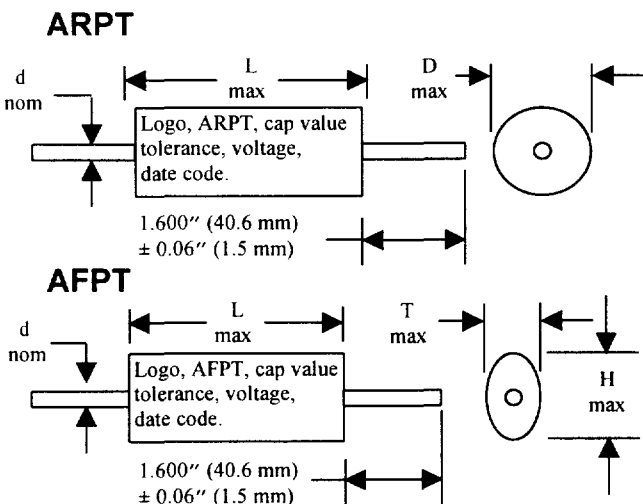 ARPT
d
nom
L
max
D
max
Logo, ARPT, cap value
tolerance, voltage,
date code.
1.600″ (40.6 mm)
± 0.06″ (1.5 mm)
AFPT
d
nom
L
max
T
max
Logo, AFPT, cap value
tolerance, voltage,
date code.
H
max
1.600″ (40.6 mm)
± 0.06″ (1.5 mm)